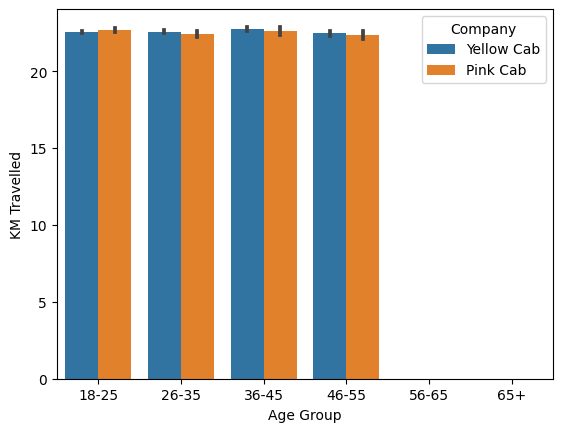 Company
Yellow Cab
Pink Cab
KM Travelled
20
15
10
5
0
18-25 26-35 36-45 46-55 56-65 65+
Age Group